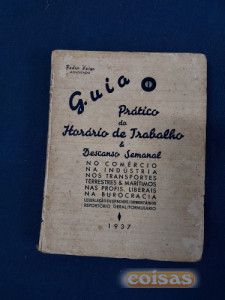 Pedro Veiga
ADVOGADO
Guia
Prático
do
Horário de Trabalho
&
Descanso Semanal
NO COMÉRCIO
NA INDÚSTRIA
NOS TRANSPORTES
TERRESTRES & MARÍTIMOS
NAS PROFIS. LIBERAIS
NA BUROCRACIA
1937
coisas